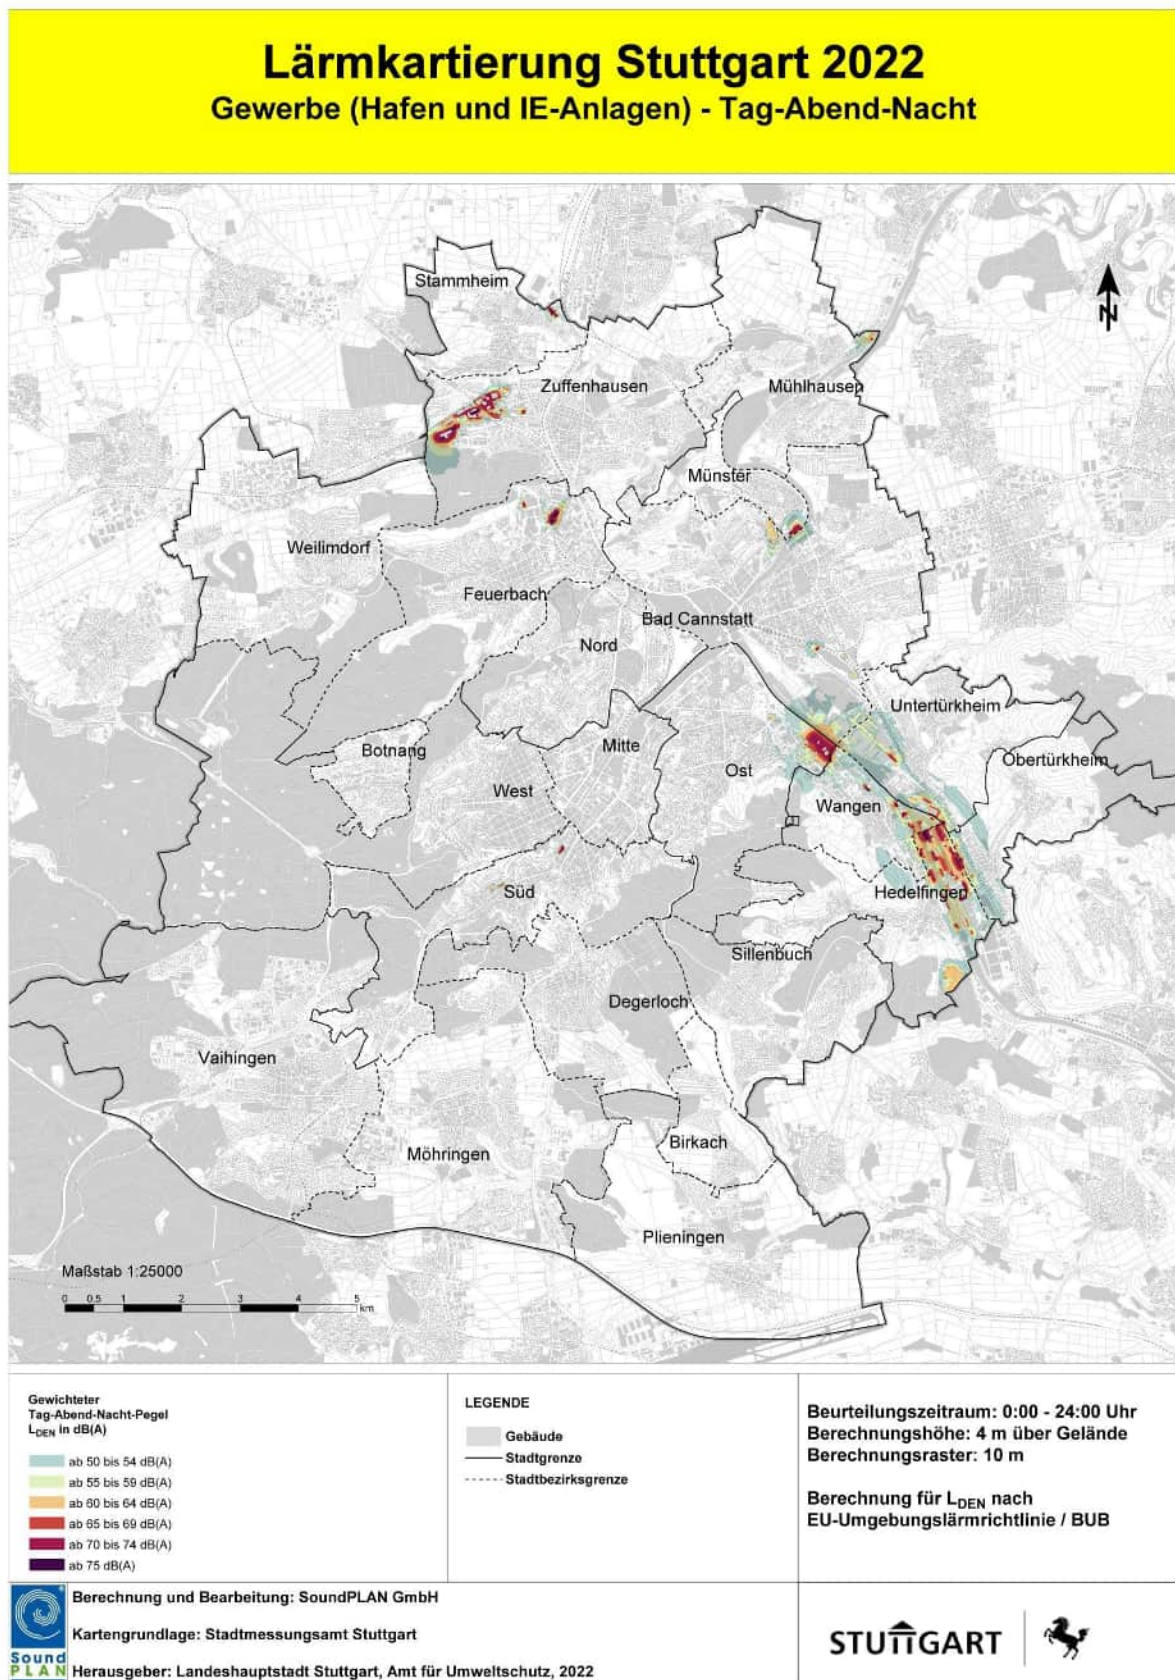 Lärmkartierung Stuttgart 2022
Gewerbe (Hafen und IE-Anlagen) - Tag-Abend-Nacht
Stammheim
N
Zuffenhausen
Mühlhausen
Münster
Weilimdorf
Feuerbach
Bad Cannstatt
Nord
Untertürkheim
Botnang
Mitte
Obertürkheim
Ost
West
Wangen
Süd
Hedelfingen
Sillenbuch
Degerloch
Vaihingen
Birkach
Möhringen
Plieningen
Maßstab 1:25000
0 0.5 1 2 3 4 5
km
Gewichteter
Tag-Abend-Nacht-Pegel
LDEN in dB(A)
ab 50 bis 54 dB(A)
ab 55 bis 59 dB(A)
ab 60 bis 64 dB(A)
ab 65 bis 69 dB(A)
ab 70 bis 74 dB(A)
ab 75 dB(A)
LEGENDE
Gebäude
Stadtgrenze
Stadtbezirksgrenze
Beurteilungszeitraum: 0:00 - 24:00 Uhr
Berechnungshöhe: 4 m über Gelände
Berechnungsraster: 10 m
Berechnung für LDEN nach
EU-Umgebungslärmrichtlinie / BUB
Sound
PLAN
Berechnung und Bearbeitung: SoundPLAN GmbH
Kartengrundlage: Stadtmessungsamt Stuttgart
Herausgeber: Landeshauptstadt Stuttgart, Amt für Umweltschutz, 2022
STUTTGART